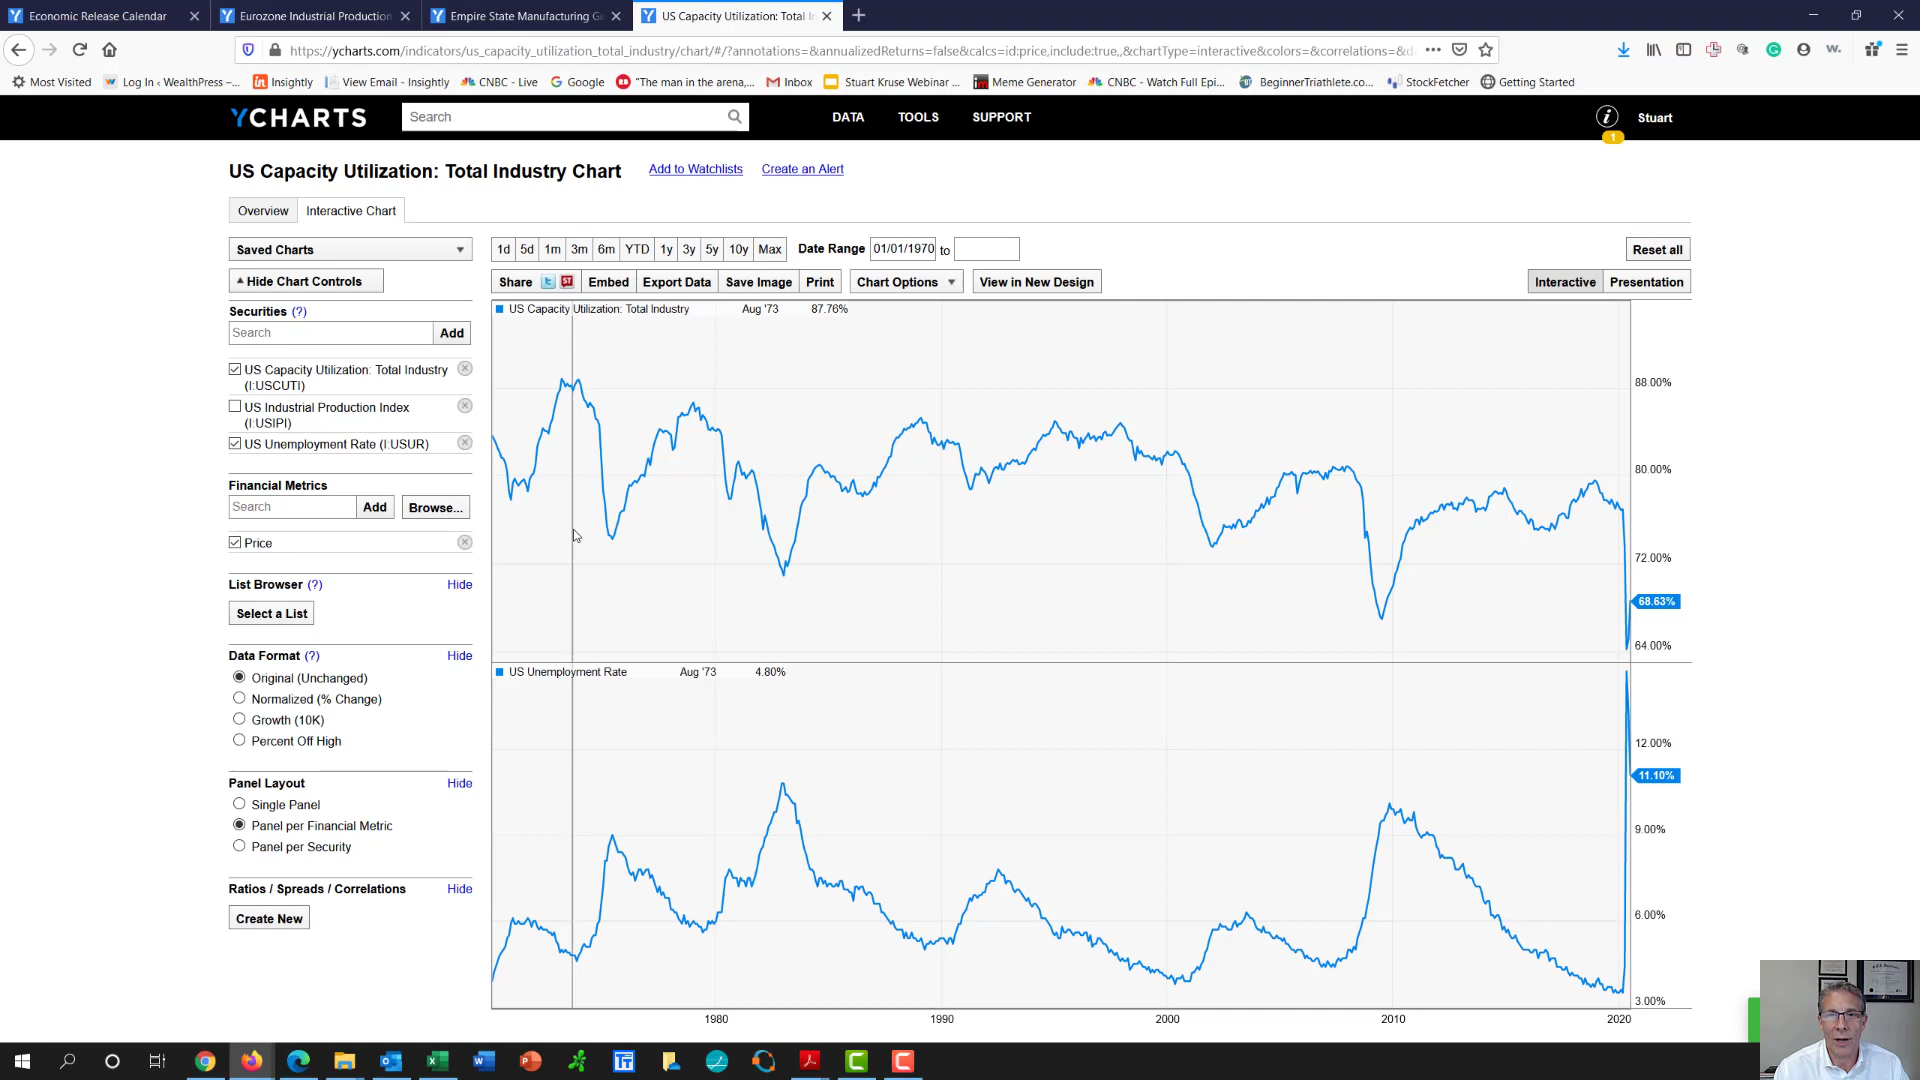 Economic Release Calendar
Eurozone Industrial Production
Empire State Manufacturing Ge
US Capacity Utilization: Total In
https://ycharts.com/indicators/us_capacity_utilization_total_industry/chart/#/?annotations=&annualizedReturns=false&calcs=id:price,include:true,,&chartType=interactive&colors=&correlations=&d
Most Visited
Log In ‹ WealthPress –...
Insightly
View Email - Insightly
CNBC - Live
Google
"The man in the arena,...
Inbox
Stuart Kruse Webinar ...
Meme Generator
CNBC - Watch Full Epi...
BeginnerTriathlete.co...
StockFetcher
Getting Started
YCHARTS
Search
DATA
TOOLS
SUPPORT
i
1
Stuart
US Capacity Utilization: Total Industry Chart
Add to Watchlists
Create an Alert
Overview
Interactive Chart
Saved Charts
1d 5d 1m 3m 6m YTD 1y 3y 5y 10y Max
Date Range 01/01/1970 to
Reset all
Hide Chart Controls
Share
Embed
Export Data
Save Image
Print
Chart Options
View in New Design
Interactive
Presentation
Securities (?)
Search
Add
US Capacity Utilization: Total Industry
(I:USCUTI)
US Industrial Production Index
(I:USIPI)
US Unemployment Rate (I:USUR)
Financial Metrics
Search
Add
Browse...
Price
List Browser (?)
Hide
Select a List
Data Format (?)
Hide
Original (Unchanged)
Normalized (% Change)
Growth (10K)
Percent Off High
Panel Layout
Hide
Single Panel
Panel per Financial Metric
Panel per Security
Ratios / Spreads / Correlations
Hide
Create New
US Capacity Utilization: Total Industry Aug '73 87.76%
88.00%
80.00%
72.00%
68.63%
64.00%
US Unemployment Rate Aug '73 4.80%
12.00%
11.10%
9.00%
6.00%
3.00%
1980
1990
2000
2010
2020